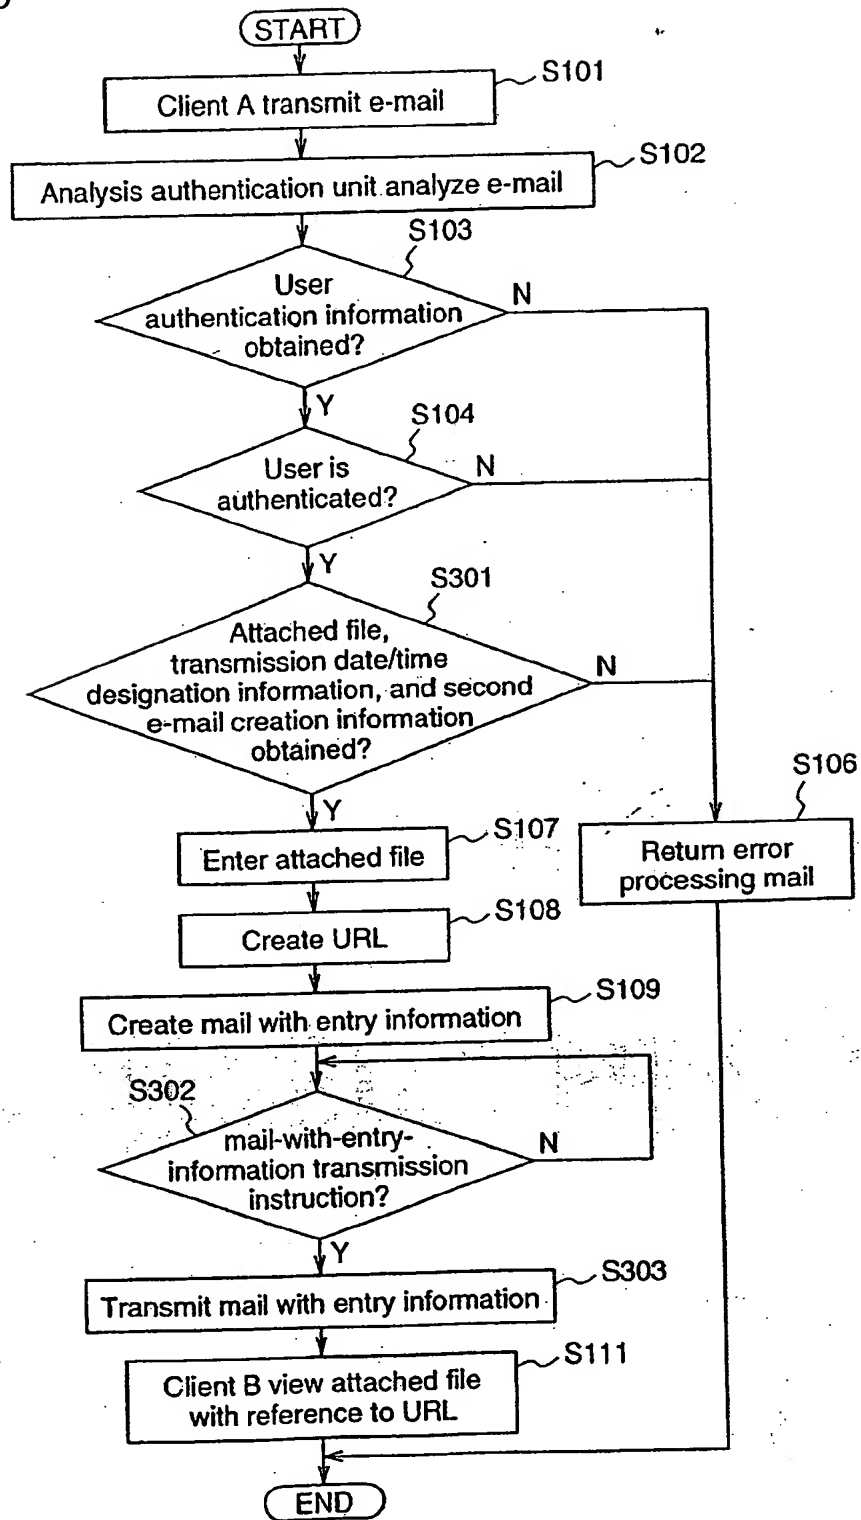 START
S101
Client A transmit e-mail
S102
Analysis authentication unit analyze e-mail
S103
User
authentication information
obtained?
N
Y
S104
User is
authenticated?
N
Y
S301
Attached file,
transmission date/time
designation information, and second
e-mail creation information
obtained?
N
Y
S106
Return error
processing mail
S107
Enter attached file
S108
Create URL
S109
Create mail with entry information
S302
mail-with-entry-
information transmission
instruction?
N
Y
S303
Transmit mail with entry information
S111
Client B view attached file
with reference to URL
END